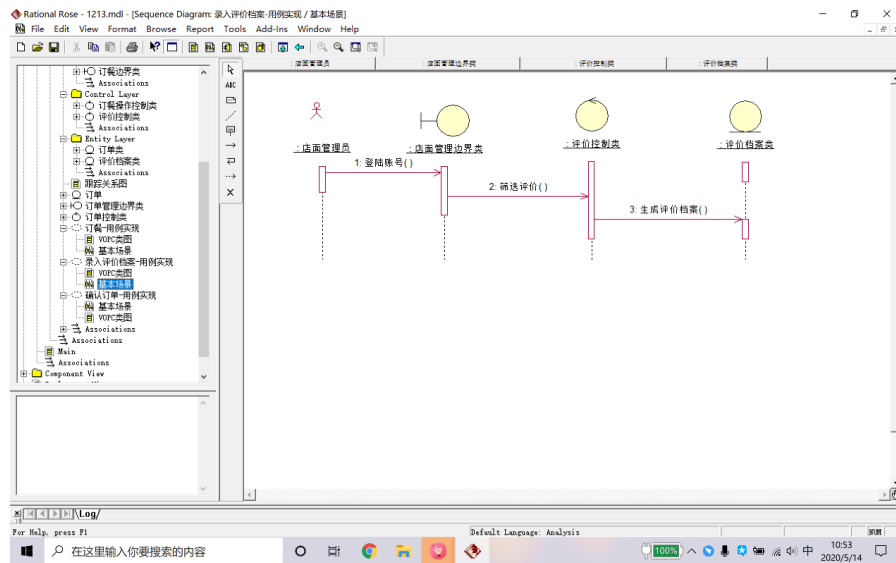 Rational Rose - 1213.mdl - [Sequence Diagram: 录入评价档案-用例实现 / 基本场景]
File Edit View Format Browse Report Tools Add-Ins Window Help
: 店面管理员 : 店面管理边界类 : 评价控制类 : 评价档案类
订餐边界类
Associations
Control Layer
订餐操作控制类
评价控制类
Associations
Entity Layer
订单类
评价档案类
Associations
跟踪关系图
订单
订单管理边界类
订单控制类
订餐-用例实现
VOPC类图
基本场景
录入评价档案-用例实现
VOPC类图
基本场景
确认订单-用例实现
基本场景
VOPC类图
Associations
Associations
Main
Associations
Component View
ABC
: 店面管理员
: 店面管理边界类
: 评价控制类
: 评价档案类
1: 登陆账号( )
2: 筛选评价( )
3: 生成评价档案( )
Log
For Help, press F1
Default Language: Analysis
NUM
在这里输入你要搜索的内容
100%
中
10:53
2020/5/14